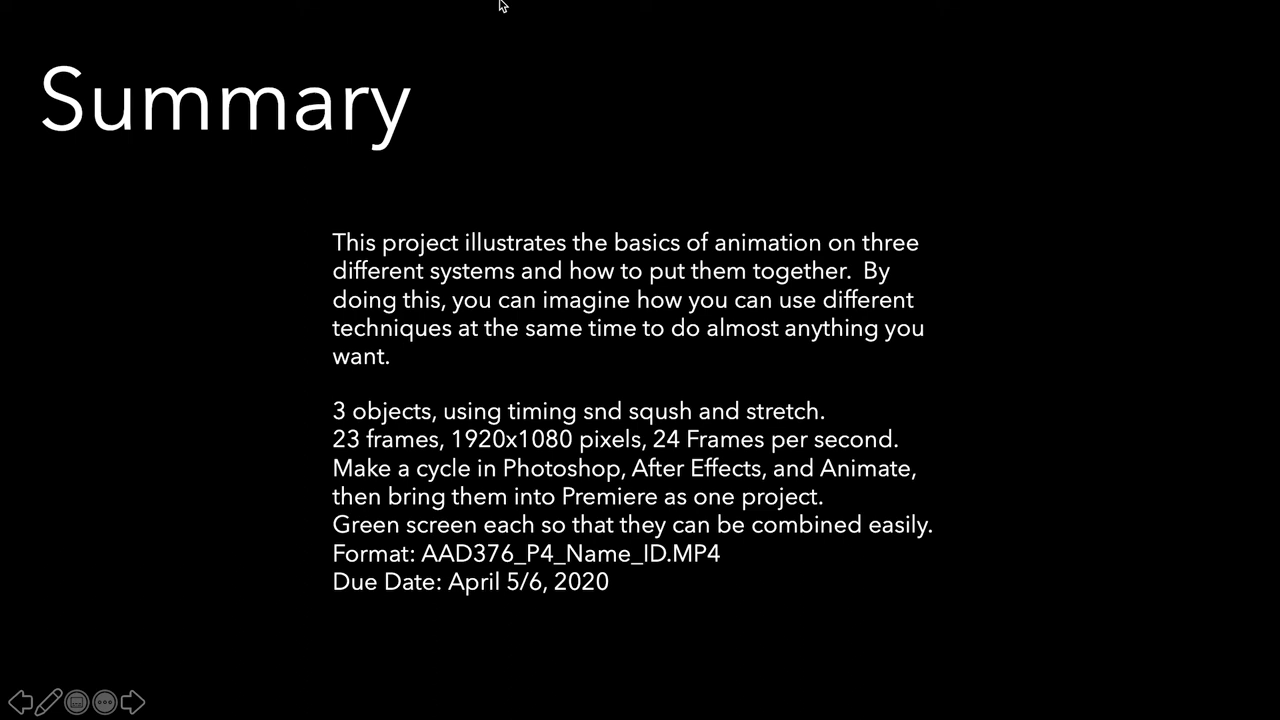 Summary
This project illustrates the basics of animation on three
different systems and how to put them together.  By
doing this, you can imagine how you can use different
techniques at the same time to do almost anything you
want.
3 objects, using timing snd sqush and stretch.
23 frames, 1920x1080 pixels, 24 Frames per second.
Make a cycle in Photoshop, After Effects, and Animate,
then bring them into Premiere as one project.
Green screen each so that they can be combined easily.
Format: AAD376_P4_Name_ID.MP4
Due Date: April 5/6, 2020